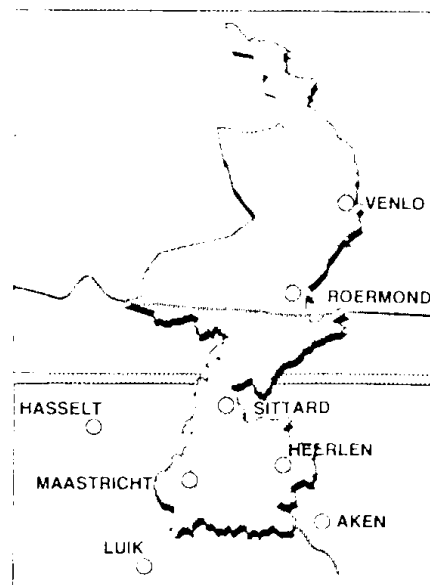 VENLO
ROERMOND
SITTARD
HASSELT
HEERLEN
MAASTRICHT
AKEN
LUIK